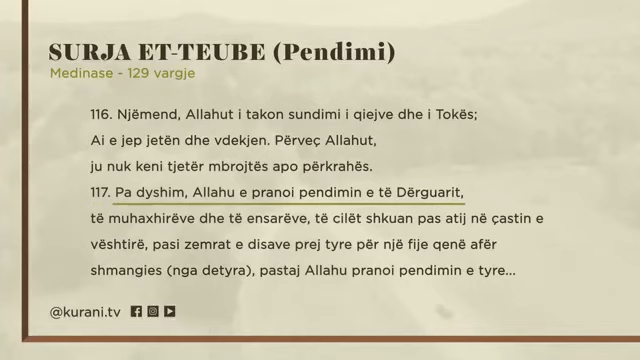 SURJA ET-TEUBE (Pendimi)
Medinase - 129 vargje
116. Njëmend, Allahut i takon sundimi i qiejve dhe i Tokës;
Ai e jep jetën dhe vdekjen. Përveç Allahut,
ju nuk keni tjetër mbrojtës apo përkrahës.
117. Pa dyshim, Allahu e pranoi pendimin e të Dërguarit,
të muhaxhirëve dhe të ensarëve, të cilët shkuan pas atij në çastin e
vështirë, pasi zemrat e disave prej tyre për një fije qenë afër
shmangies (nga detyra), pastaj Allahu pranoi pendimin e tyre...
@kurani.tv